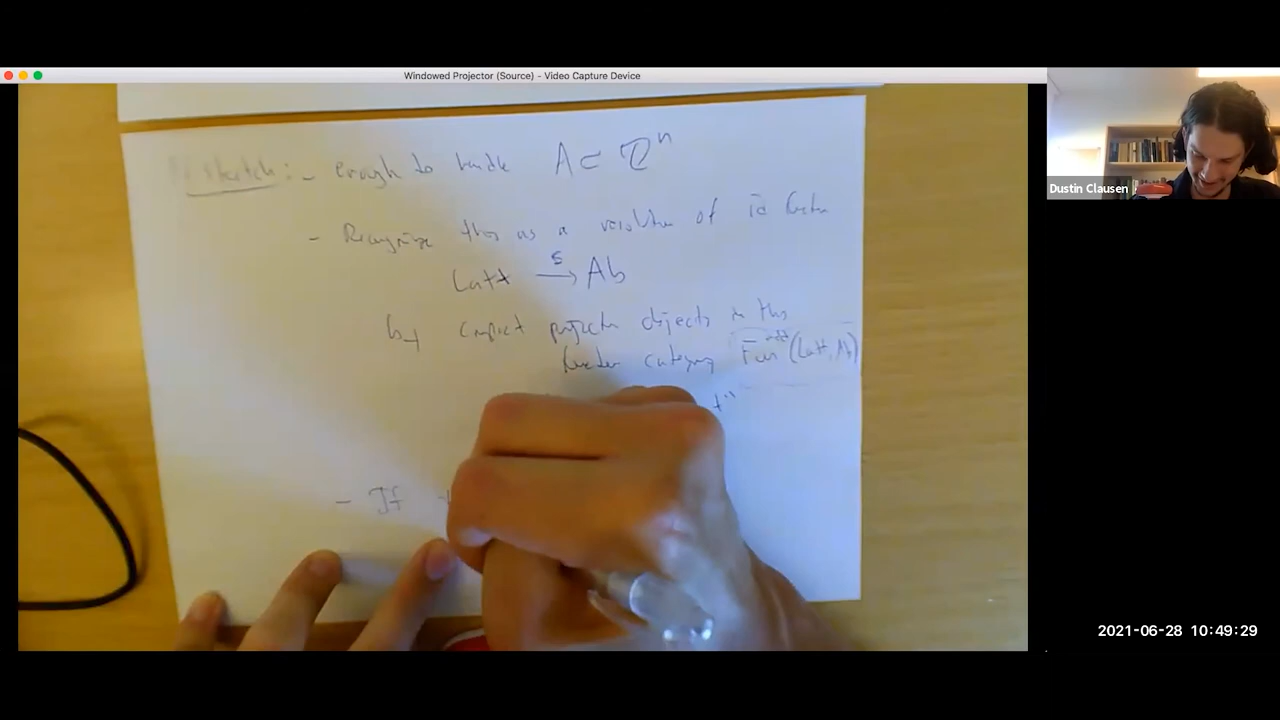 Windowed Projector (Source) - Video Capture Device
sketch: - enough to handle A = ℤⁿ
- Recognize this as a resolution of id functor
Latt →ᔆ Ab
by compact projective objects in this
functor category Fun^add (Latt, Ab)
- If
Dustin Clausen
2021-06-28 10:49:29